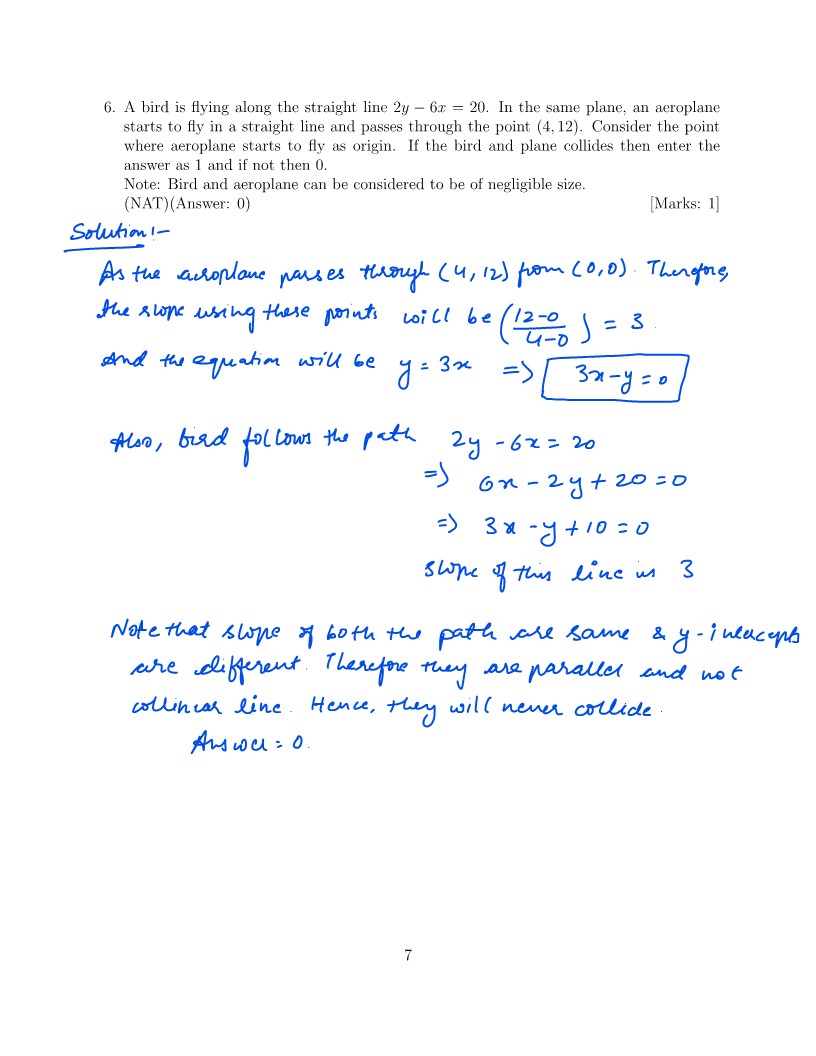 6. A bird is flying along the straight line 2y − 6x = 20. In the same plane, an aeroplane
starts to fly in a straight line and passes through the point (4, 12). Consider the point
where aeroplane starts to fly as origin. If the bird and plane collides then enter the
answer as 1 and if not then 0.
Note: Bird and aeroplane can be considered to be of negligible size.
(NAT)(Answer: 0) [Marks: 1]
Solution:-
As the aeroplane passes through (4, 12) from (0,0). Therefore,
the slope using these points will be (12-0/4-0) = 3.
And the equation will be y = 3x => 3x-y=0
Also, bird follows the path 2y - 6x = 20
=> 6x - 2y + 20 = 0
=> 3x - y + 10 = 0
slope of this line is 3
Note that slope of both the path are same & y-intercepts
are different. Therefore they are parallel and not
collinear line. Hence, they will never collide.
Answer = 0.
7